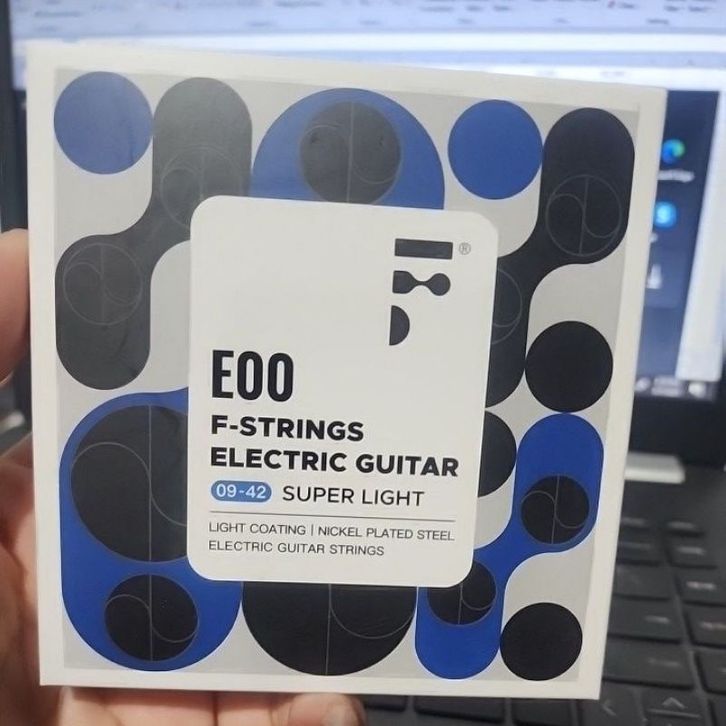 ®
E00
F-STRINGS
ELECTRIC GUITAR
09-42 SUPER LIGHT
LIGHT COATING | NICKEL PLATED STEEL
ELECTRIC GUITAR STRINGS